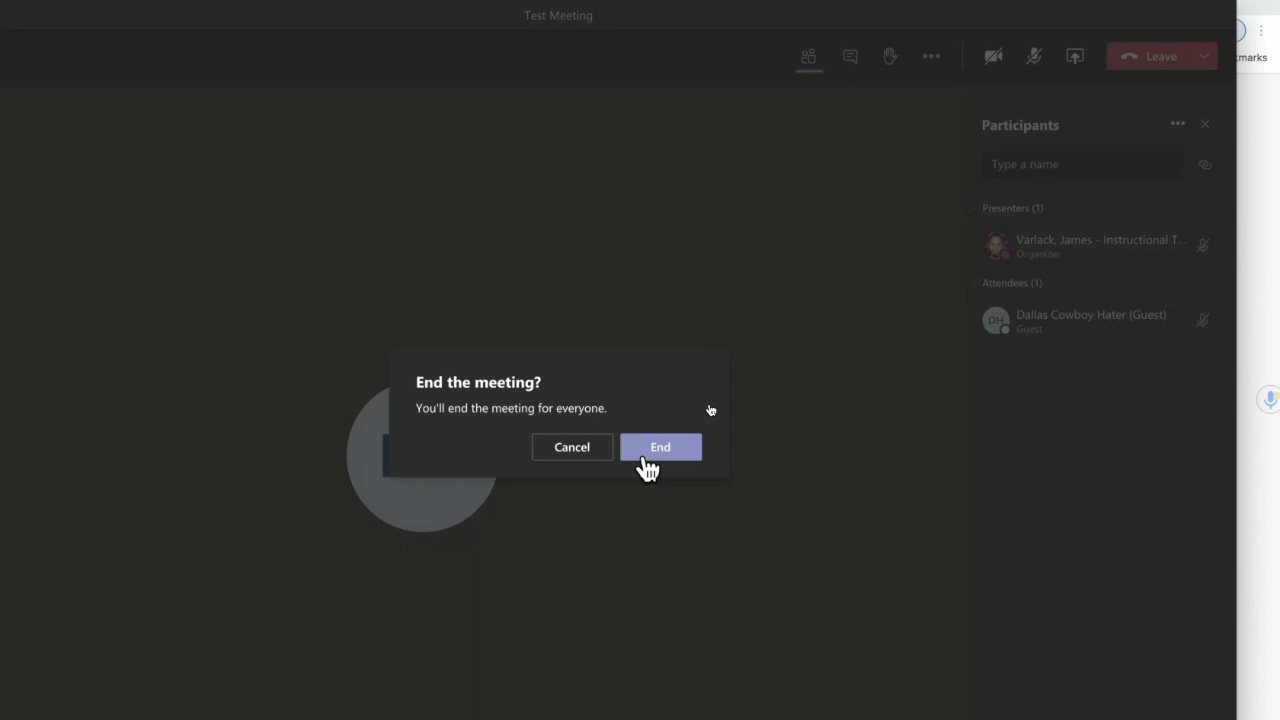 Test Meeting
Leave
kmarks
Participants
Type a name
Presenters (1)
Varlack, James - Instructional T...
Organizer
Attendees (1)
DH
Dallas Cowboy Hater (Guest)
Guest
End the meeting?
You'll end the meeting for everyone.
Cancel
End